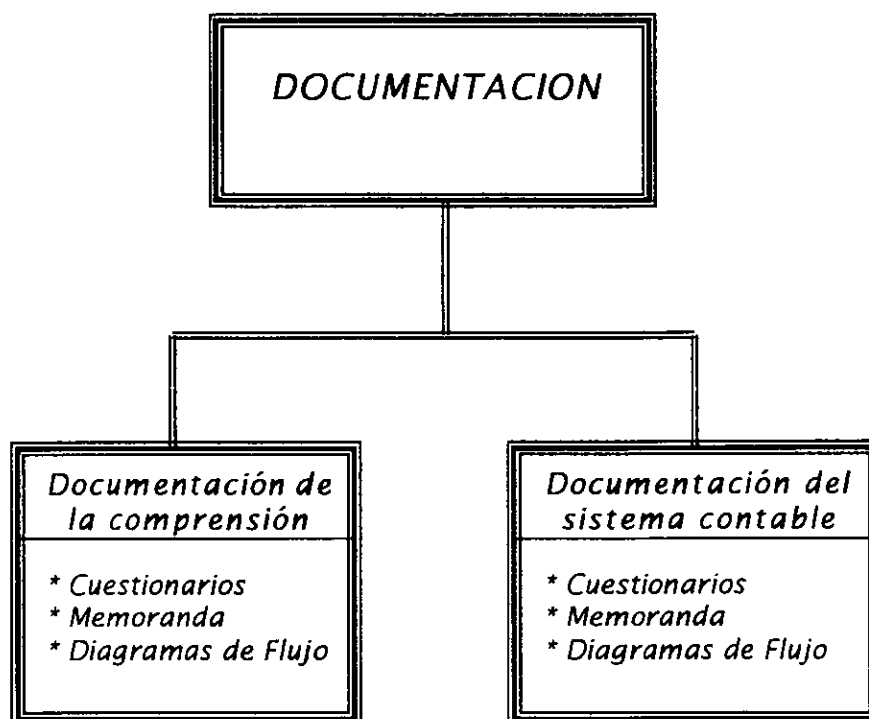 DOCUMENTACION
Documentación de
la comprensión
* Cuestionarios
* Memoranda
* Diagramas de Flujo
Documentación del
sistema contable
* Cuestionarios
* Memoranda
* Diagramas de Flujo